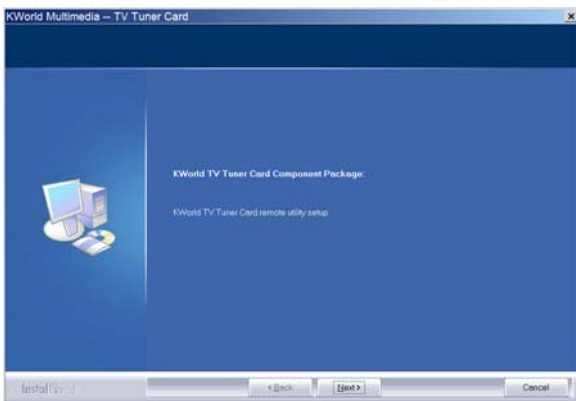 KWorld Multimedia -- TV Tuner Card
KWorld TV Tuner Card Component Package:
KWorld TV Tuner Card remote utility setup
InstallShield
< Back
Next >
Cancel